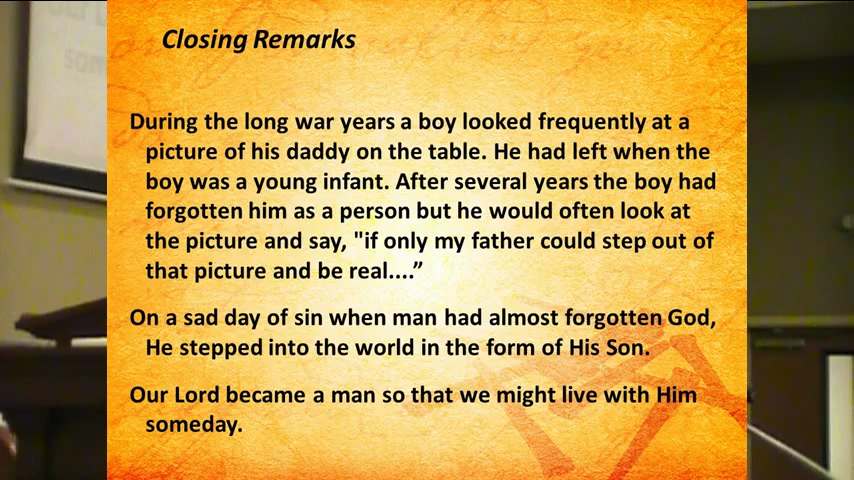 Closing Remarks
During the long war years a boy looked frequently at a
picture of his daddy on the table. He had left when the
boy was a young infant. After several years the boy had
forgotten him as a person but he would often look at
the picture and say, "if only my father could step out of
that picture and be real....”
On a sad day of sin when man had almost forgotten God,
He stepped into the world in the form of His Son.
Our Lord became a man so that we might live with Him
someday.